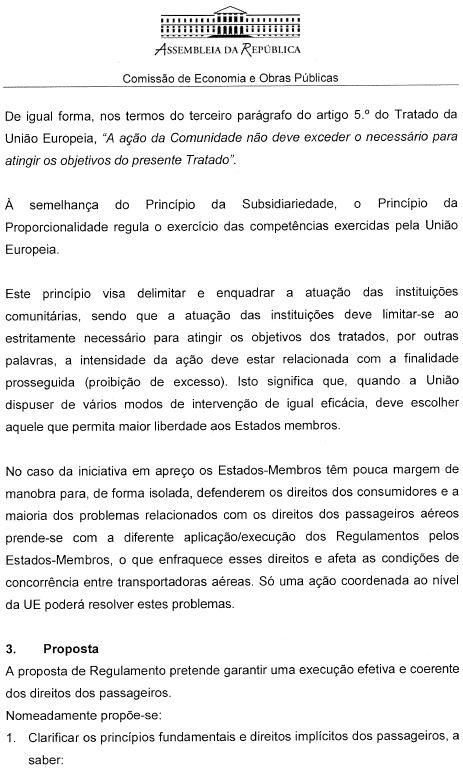 ASSEMBLEIA DA REPÚBLICA
Comissão de Economia e Obras Públicas
De igual forma, nos termos do terceiro parágrafo do artigo 5.º do Tratado da
União Europeia, “A ação da Comunidade não deve exceder o necessário para
atingir os objetivos do presente Tratado”.
À semelhança do Princípio da Subsidiariedade, o Princípio da
Proporcionalidade regula o exercício das competências exercidas pela União
Europeia.
Este princípio visa delimitar e enquadrar a atuação das instituições
comunitárias, sendo que a atuação das instituições deve limitar-se ao
estritamente necessário para atingir os objetivos dos tratados, por outras
palavras, a intensidade da ação deve estar relacionada com a finalidade
prosseguida (proibição de excesso). Isto significa que, quando a União
dispuser de vários modos de intervenção de igual eficácia, deve escolher
aquele que permita maior liberdade aos Estados membros.
No caso da iniciativa em apreço os Estados-Membros têm pouca margem de
manobra para, de forma isolada, defenderem os direitos dos consumidores e a
maioria dos problemas relacionados com os direitos dos passageiros aéreos
prende-se com a diferente aplicação/execução dos Regulamentos pelos
Estados-Membros, o que enfraquece esses direitos e afeta as condições de
concorrência entre transportadoras aéreas. Só uma ação coordenada ao nível
da UE poderá resolver estes problemas.
3. Proposta
A proposta de Regulamento pretende garantir uma execução efetiva e coerente
dos direitos dos passageiros.
Nomeadamente propõe-se:
1. Clarificar os princípios fundamentais e direitos implícitos dos passageiros, a
saber: